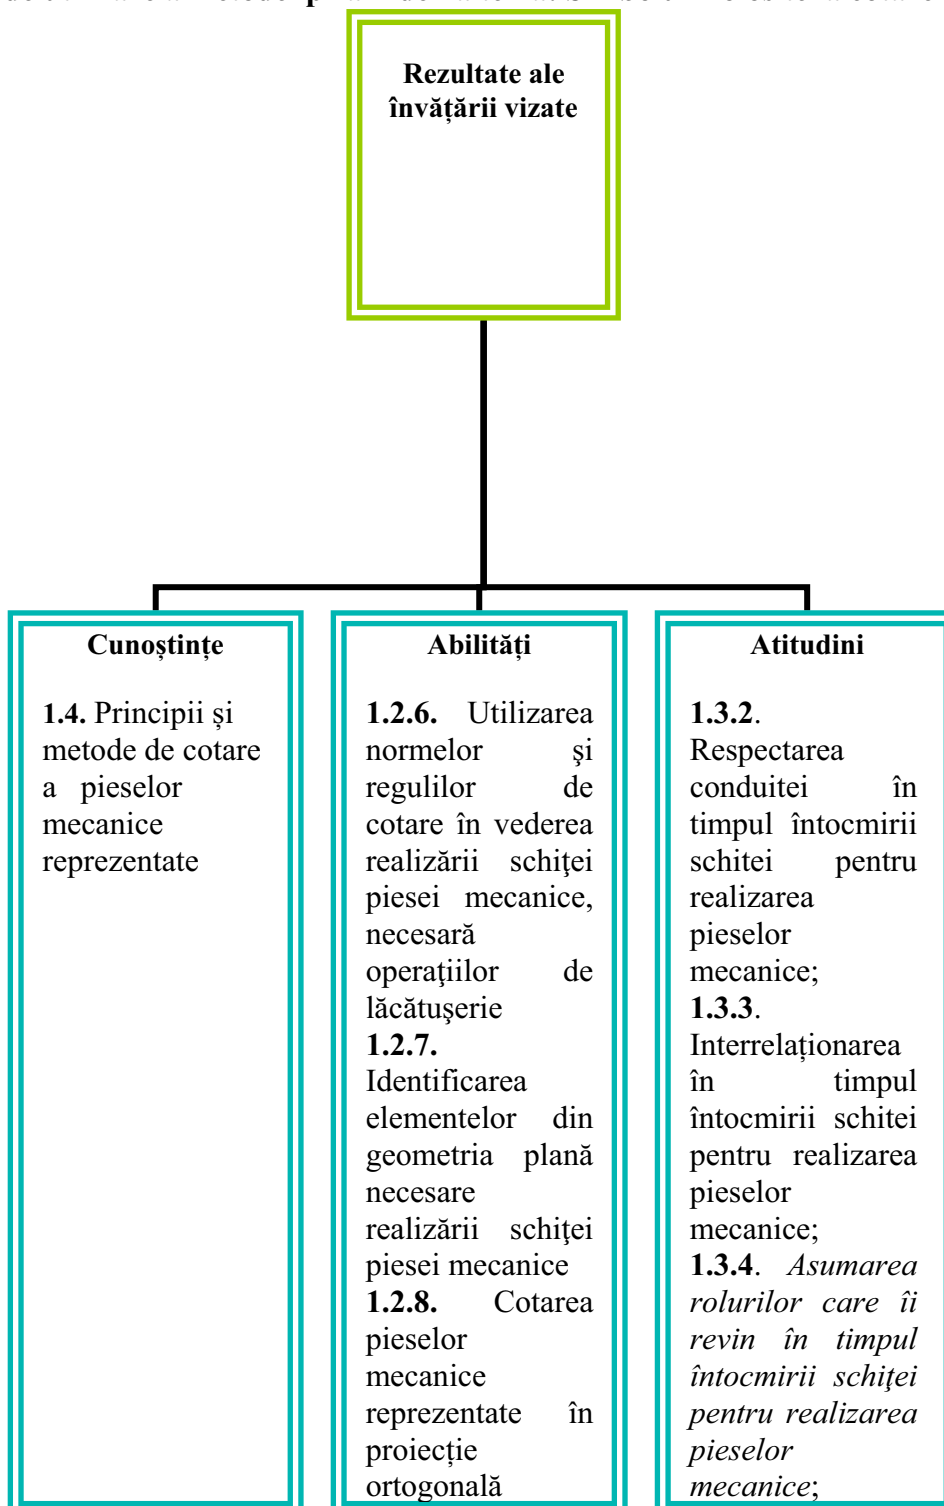 Rezultate ale
învățării vizate
Cunoștințe
1.4. Principii și
metode de cotare
a pieselor
mecanice
reprezentate
Abilități
1.2.6. Utilizarea
normelor şi
regulilor de
cotare în vederea
realizării schiţei
piesei mecanice,
necesară
operaţiilor de
lăcătuşerie
1.2.7.
Identificarea
elementelor din
geometria plană
necesare
realizării schiţei
piesei mecanice
1.2.8. Cotarea
pieselor
mecanice
reprezentate în
proiecție
ortogonală
Atitudini
1.3.2.
Respectarea
conduitei în
timpul întocmirii
schitei pentru
realizarea
pieselor
mecanice;
1.3.3.
Interrelaționarea
în timpul
întocmirii schitei
pentru realizarea
pieselor
mecanice;
1.3.4. Asumarea
rolurilor care îi
revin în timpul
întocmirii schiţei
pentru realizarea
pieselor
mecanice;